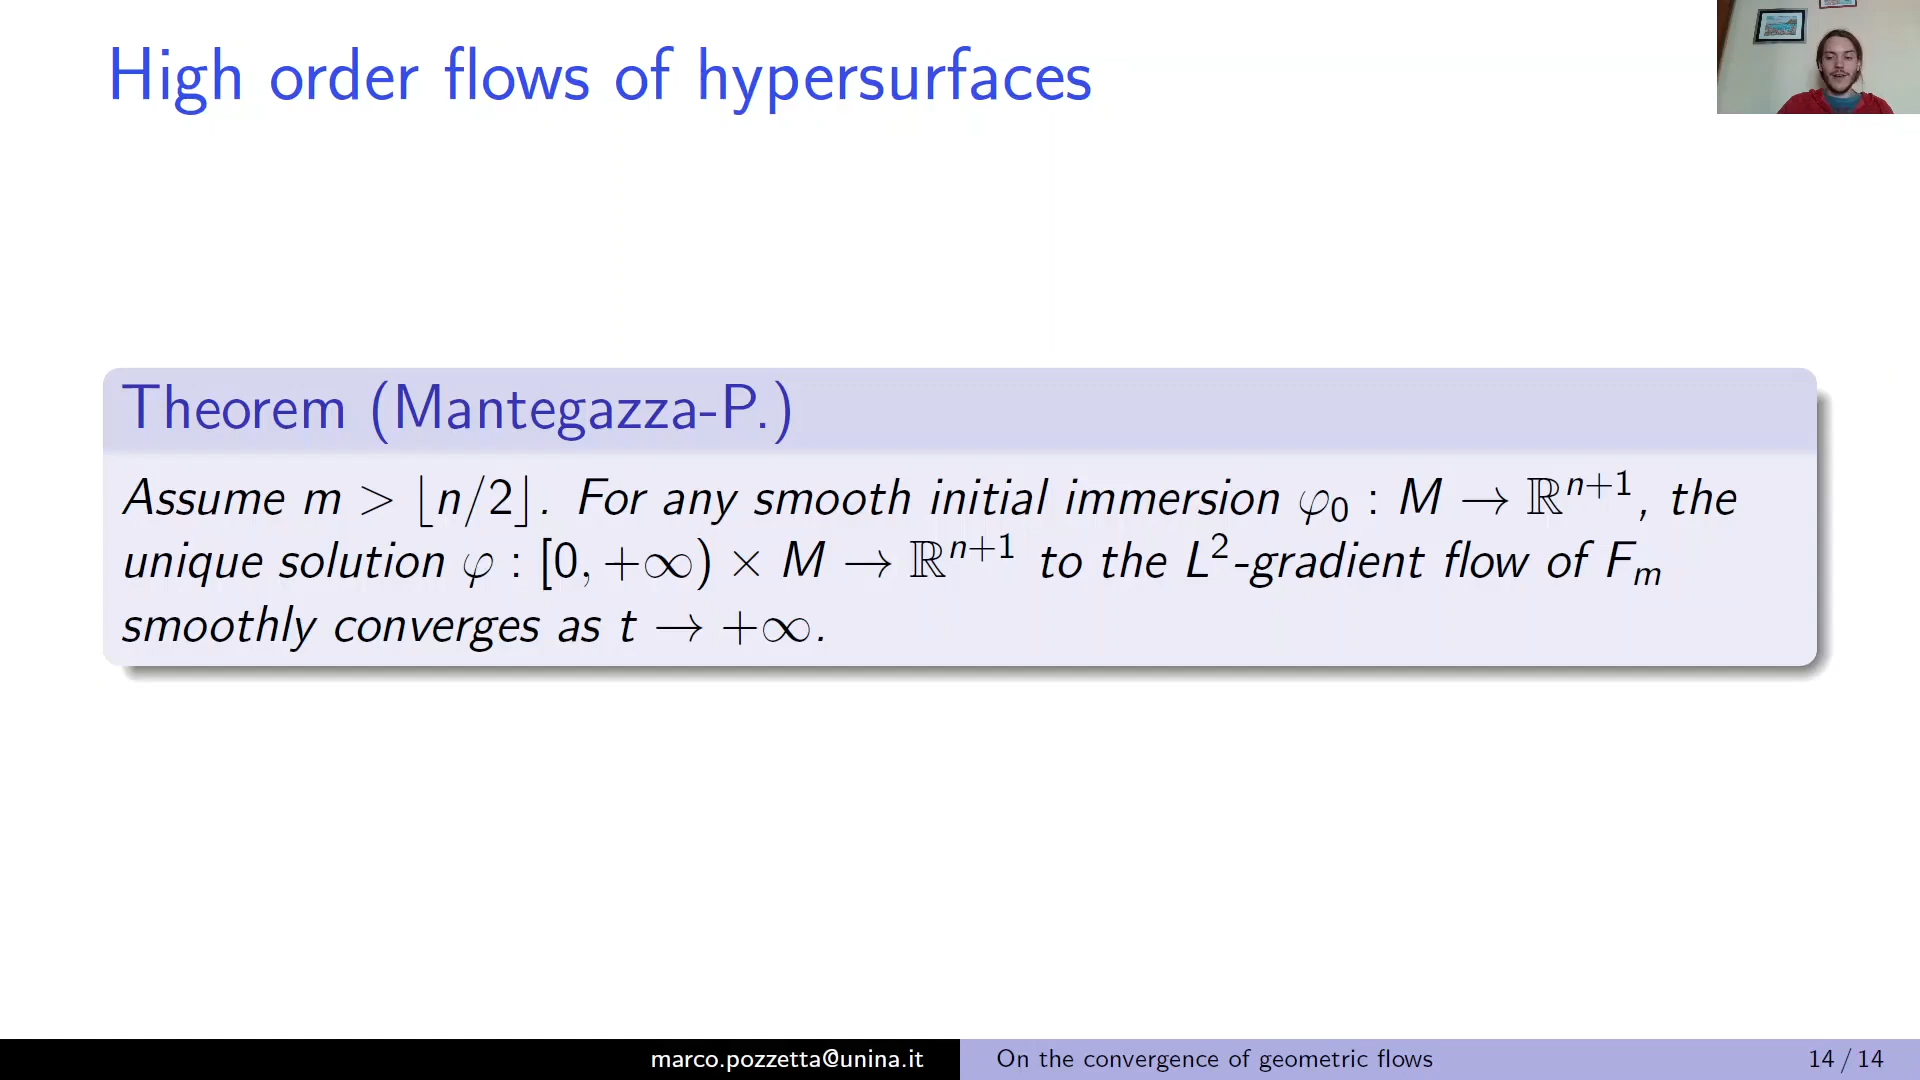 High order flows of hypersurfaces
Theorem (Mantegazza-P.)
Assume m > ⌊n/2⌋. For any smooth initial immersion φ₀ : M → ℝⁿ⁺¹, the
unique solution φ : [0, +∞) × M → ℝⁿ⁺¹ to the L²-gradient flow of Fₘ
smoothly converges as t → +∞.
marco.pozzetta@unina.it On the convergence of geometric flows 14 / 14